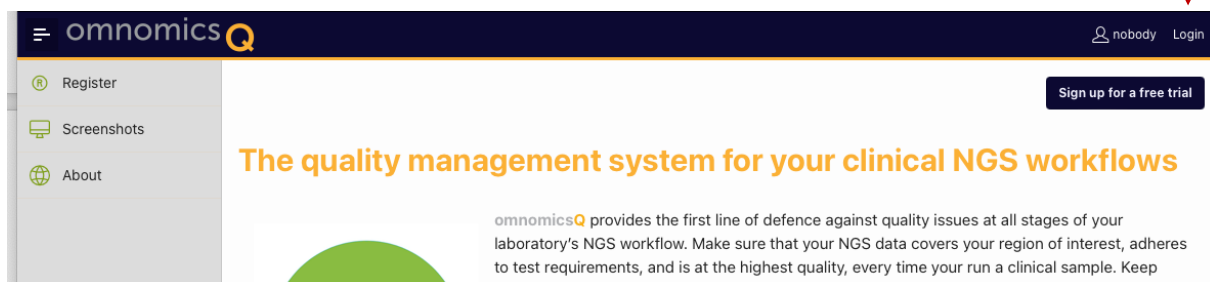 omnomicsQ
nobody Login
® Register
Sign up for a free trial
Screenshots
The quality management system for your clinical NGS workflows
About
omnomicsQ provides the first line of defence against quality issues at all stages of your
laboratory's NGS workflow. Make sure that your NGS data covers your region of interest, adheres
to test requirements, and is at the highest quality, every time your run a clinical sample. Keep